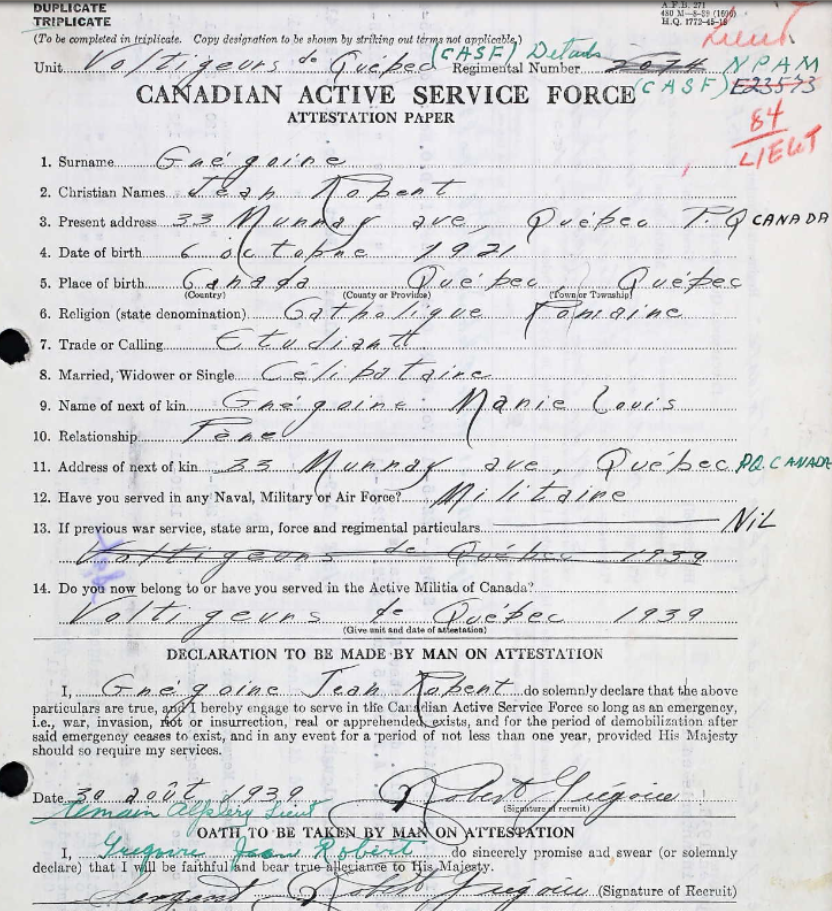 DUPLICATE
TRIPLICATE
A.F.B. 271
480 M—8-39 (1590)
H.Q. 1772-45-15
Lieut
(To be completed in triplicate. Copy designation to be shown by striking out terms not applicable.)
Unit Voltigeurs de Québec (CASF) Details Regimental Number 2074 NPAM
(CASF) E23573
CANADIAN ACTIVE SERVICE FORCE
ATTESTATION PAPER
84
LIEUT
1. Surname Grégoire
2. Christian Names Jean Robert
3. Present address 33 Murray ave, Québec P.Q CANADA
4. Date of birth 6 octobre 1921
5. Place of birth Canada Québec, Québec
(Country) (County or Province) (Town or Township)
6. Religion (state denomination) Catholique Romaine
7. Trade or Calling Etudiant
8. Married, Widower or Single Célibataire
9. Name of next of kin Grégoire Marie Louis
10. Relationship Père
11. Address of next of kin 33 Murray ave, Québec PQ. CANADA
12. Have you served in any Naval, Military or Air Force? Militaire
13. If previous war service, state arm, force and regimental particulars NiL
Voltigeurs de Québec 1939
14. Do you now belong to or have you served in the Active Militia of Canada?
Voltigeurs de Québec 1939
(Give unit and date of attestation)
DECLARATION TO BE MADE BY MAN ON ATTESTATION
I, Grégoire Jean Robert do solemnly declare that the above
particulars are true, and I hereby engage to serve in the Canadian Active Service Force so long as an emergency,
i.e., war, invasion, riot or insurrection, real or apprehended, exists, and for the period of demobilization after
said emergency ceases to exist, and in any event for a period of not less than one year, provided His Majesty
should so require my services.
Date 30 août 1939 Robert Grégoire
(Signature of recruit)
Lieut
OATH TO BE TAKEN BY MAN ON ATTESTATION
I, Grégoire Jean Robert do sincerely promise and swear (or solemnly
declare) that I will be faithful and bear true allegiance to His Majesty.
Sergent Robert Grégoire (Signature of Recruit)